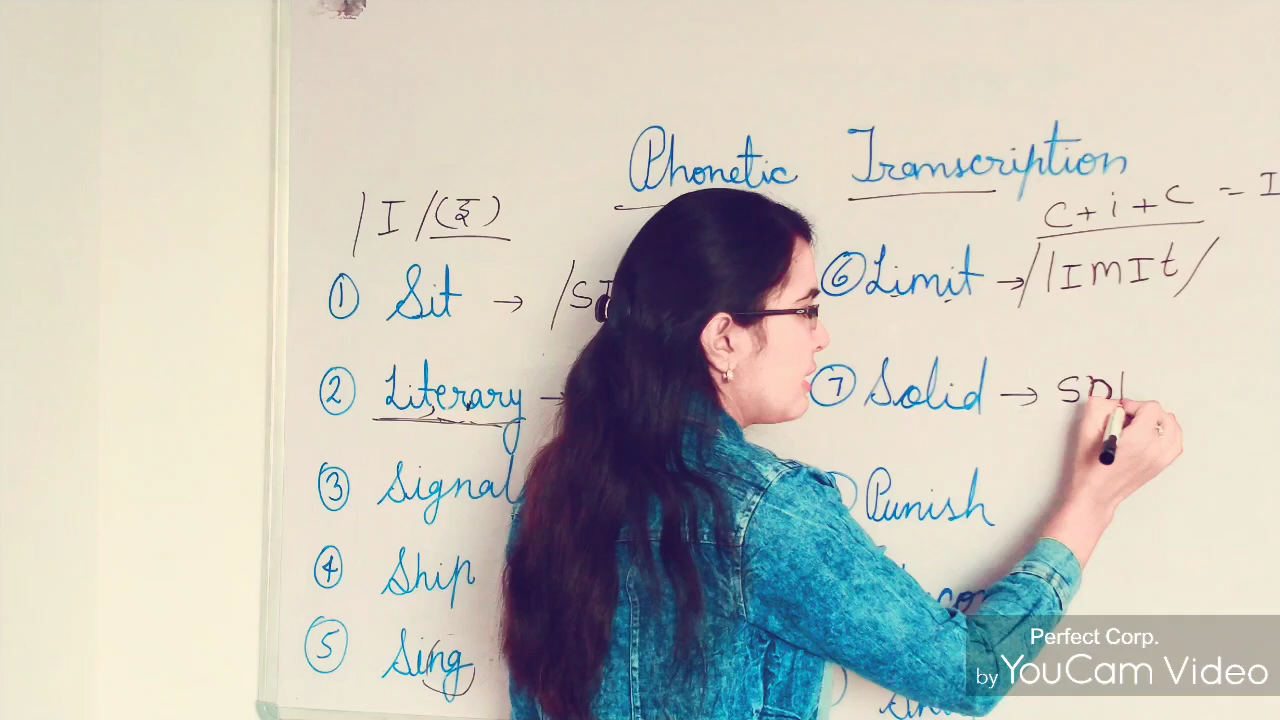 Phonetic Transcription
/I/(इ)
C+i+C = I
① Sit → /SI
② Literary →
③ Signal
④ Ship
⑤ Sing
⑥ Limit → /lImIt/
⑦ Solid → SɒI
Punish
Perfect Corp.
by YouCam Video